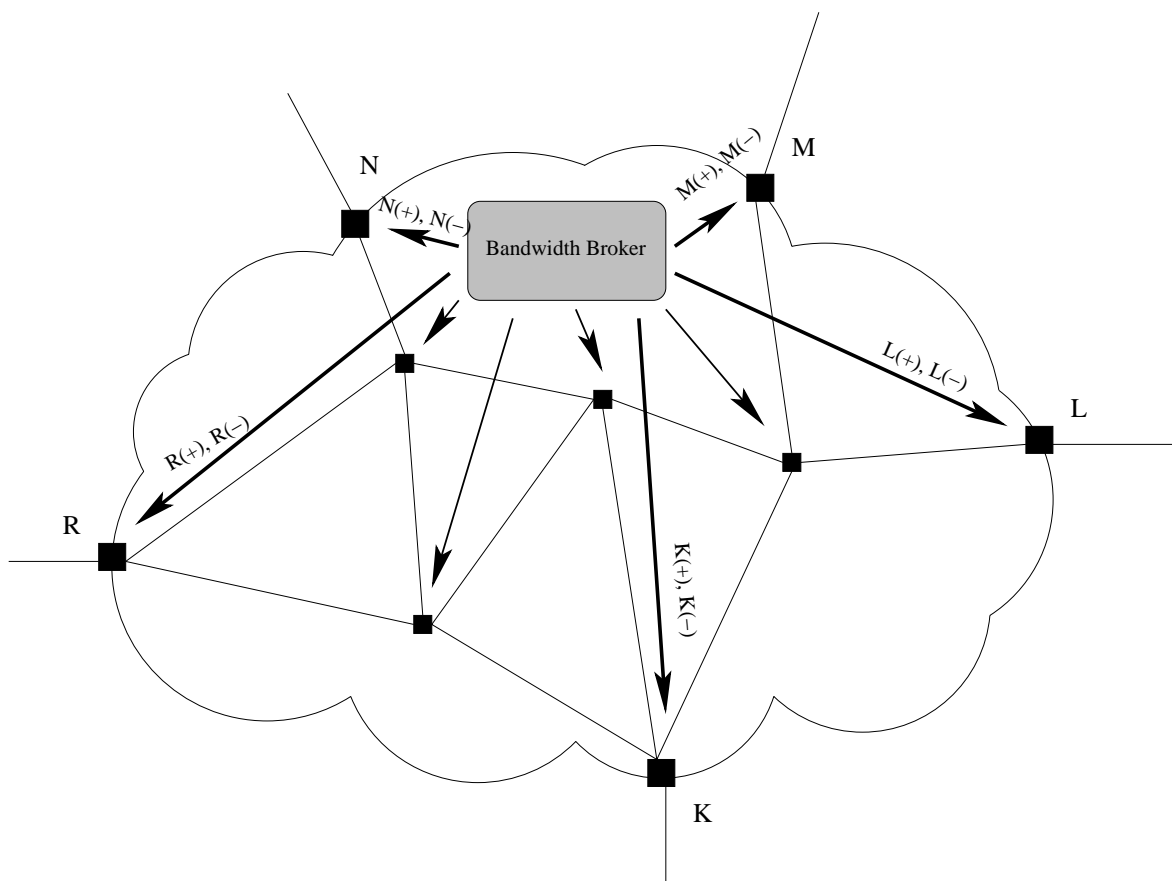 N
M
M(+), M(−)
N(+), N(−)
Bandwidth Broker
L(+), L(−)
L
R(+), R(−)
R
K(+), K(−)
K